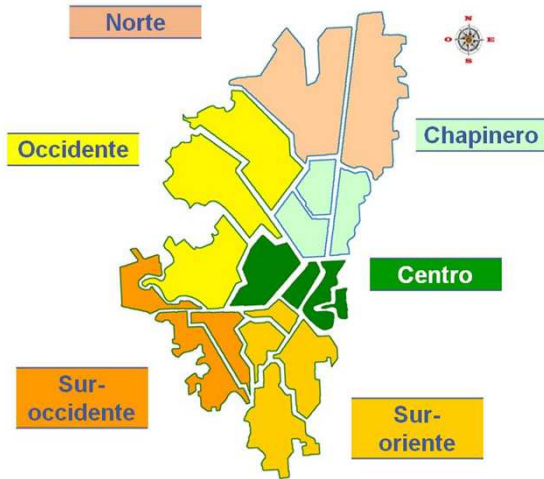 Norte
N
O E
S
Chapinero
Occidente
Centro
Sur-
occidente
Sur-
oriente